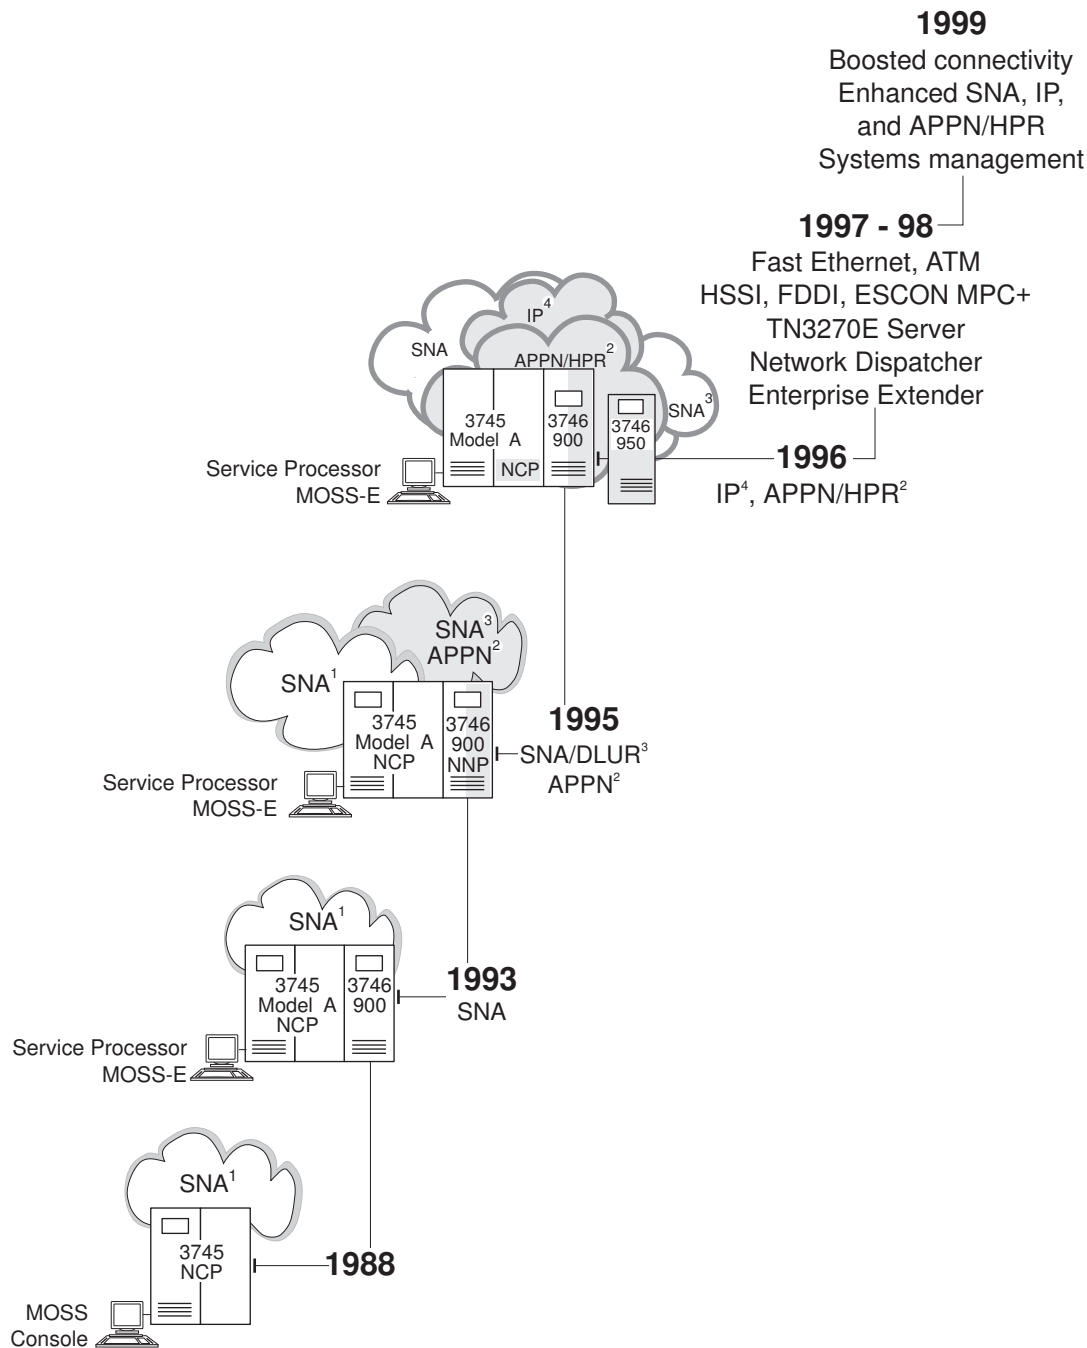 1999
Boosted connectivity
Enhanced SNA, IP,
and APPN/HPR
Systems management
1997 - 98
Fast Ethernet, ATM
HSSI, FDDI, ESCON MPC+
TN3270E Server
Network Dispatcher
Enterprise Extender
IP⁴
SNA
APPN/HPR²
SNA³
3745
Model A
NCP
3746
900
3746
950
Service Processor
MOSS-E
1996
IP⁴, APPN/HPR²
SNA³
APPN²
SNA¹
3745
Model A
NCP
3746
900
NNP
1995
SNA/DLUR³
APPN²
Service Processor
MOSS-E
SNA¹
3745
Model A
NCP
3746
900
1993
SNA
Service Processor
MOSS-E
SNA¹
3745
NCP
1988
MOSS
Console